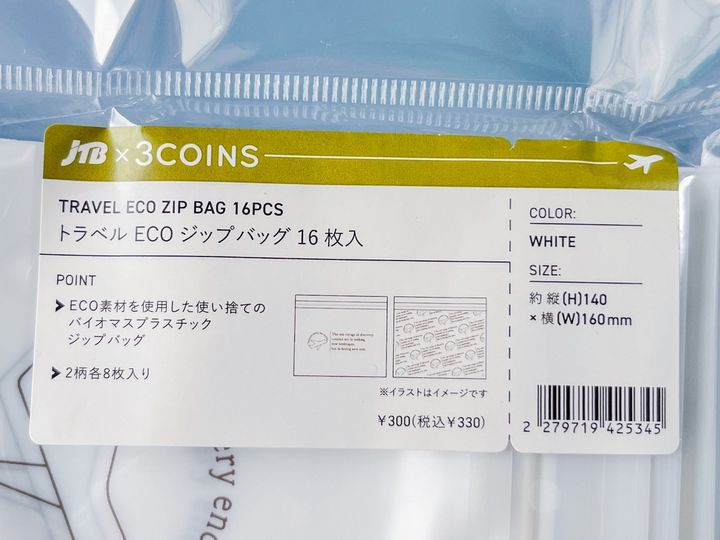 JTB × 3COINS
TRAVEL ECO ZIP BAG 16PCS
トラベル ECO ジップバッグ 16 枚入
POINT
ECO素材を使用した使い捨ての
バイオマスプラスチック
ジップバッグ
2柄各8枚入り
※イラストはイメージです
¥300(税込¥330)
COLOR:
WHITE
SIZE:
約 縦(H)140
× 横(W)160mm
2 279719 425345